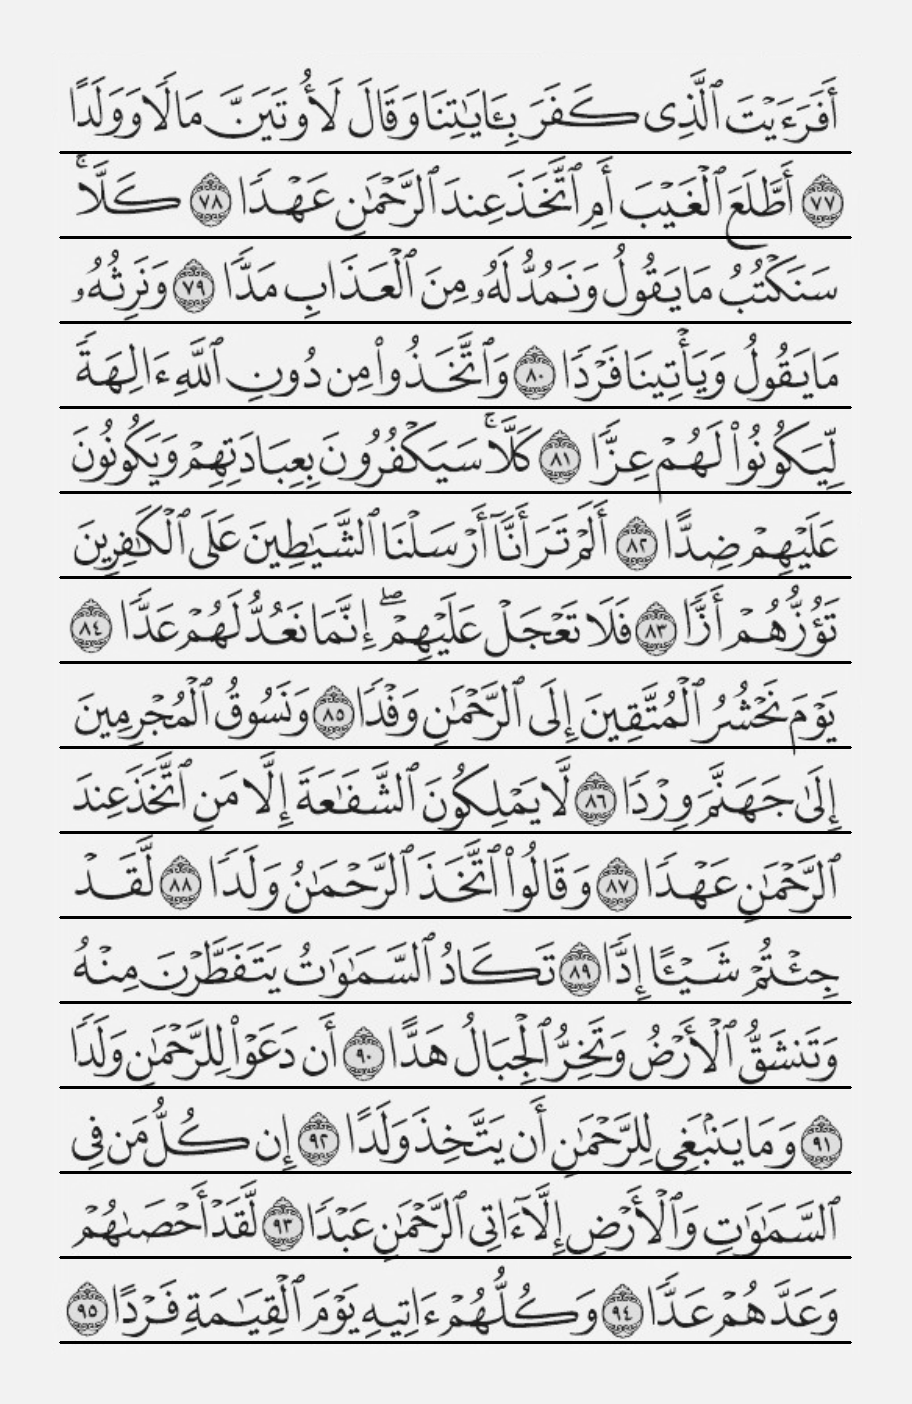 أَفَرَءَيْتَ ٱلَّذِى كَفَرَ بِـَٔايَٰتِنَا وَقَالَ لَأُوتَيَنَّ مَالًا وَوَلَدًا
٧٧ أَطَّلَعَ ٱلْغَيْبَ أَمِ ٱتَّخَذَ عِندَ ٱلرَّحْمَٰنِ عَهْدًا ٧٨ كَلَّا ۚ
سَنَكْتُبُ مَا يَقُولُ وَنَمُدُّ لَهُۥ مِنَ ٱلْعَذَابِ مَدًّا ٧٩ وَنَرِثُهُۥ
مَا يَقُولُ وَيَأْتِينَا فَرْدًا ٨٠ وَٱتَّخَذُوا۟ مِن دُونِ ٱللَّهِ ءَالِهَةً
لِّيَكُونُوا۟ لَهُمْ عِزًّا ٨١ كَلَّا ۚ سَيَكْفُرُونَ بِعِبَادَتِهِمْ وَيَكُونُونَ
عَلَيْهِمْ ضِدًّا ٨٢ أَلَمْ تَرَ أَنَّآ أَرْسَلْنَا ٱلشَّيَٰطِينَ عَلَى ٱلْكَٰفِرِينَ
تَؤُزُّهُمْ أَزًّا ٨٣ فَلَا تَعْجَلْ عَلَيْهِمْ ۖ إِنَّمَا نَعُدُّ لَهُمْ عَدًّا ٨٤
يَوْمَ نَحْشُرُ ٱلْمُتَّقِينَ إِلَى ٱلرَّحْمَٰنِ وَفْدًا ٨٥ وَنَسُوقُ ٱلْمُجْرِمِينَ
إِلَىٰ جَهَنَّمَ وِرْدًا ٨٦ لَّا يَمْلِكُونَ ٱلشَّفَٰعَةَ إِلَّا مَنِ ٱتَّخَذَ عِندَ
ٱلرَّحْمَٰنِ عَهْدًا ٨٧ وَقَالُوا۟ ٱتَّخَذَ ٱلرَّحْمَٰنُ وَلَدًا ٨٨ لَّقَدْ
جِئْتُمْ شَيْـًٔا إِدًّا ٨٩ تَكَادُ ٱلسَّمَٰوَٰتُ يَتَفَطَّرْنَ مِنْهُ
وَتَنشَقُّ ٱلْأَرْضُ وَتَخِرُّ ٱلْجِبَالُ هَدًّا ٩٠ أَن دَعَوْا۟ لِلرَّحْمَٰنِ وَلَدًا
٩١ وَمَا يَنۢبَغِى لِلرَّحْمَٰنِ أَن يَتَّخِذَ وَلَدًا ٩٢ إِن كُلُّ مَن فِى
ٱلسَّمَٰوَٰتِ وَٱلْأَرْضِ إِلَّآ ءَاتِى ٱلرَّحْمَٰنِ عَبْدًا ٩٣ لَّقَدْ أَحْصَىٰهُمْ
وَعَدَّهُمْ عَدًّا ٩٤ وَكُلُّهُمْ ءَاتِيهِ يَوْمَ ٱلْقِيَٰمَةِ فَرْدًا ٩٥